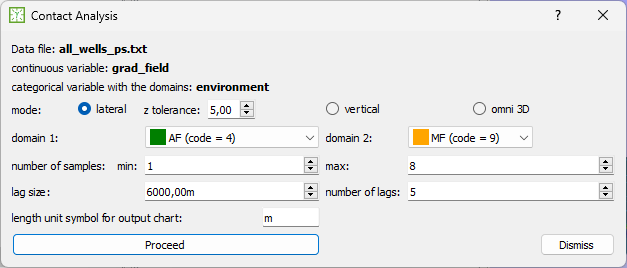 Contact Analysis
Data file: all_wells_ps.txt
continuous variable: grad_field
categorical variable with the domains: environment
mode: lateral z tolerance: 5,00 vertical omni 3D
domain 1: AF (code = 4) domain 2: MF (code = 9)
number of samples: min: 1 max: 8
lag size: 6000,00m number of lags: 5
length unit symbol for output chart: m
Proceed Dismiss